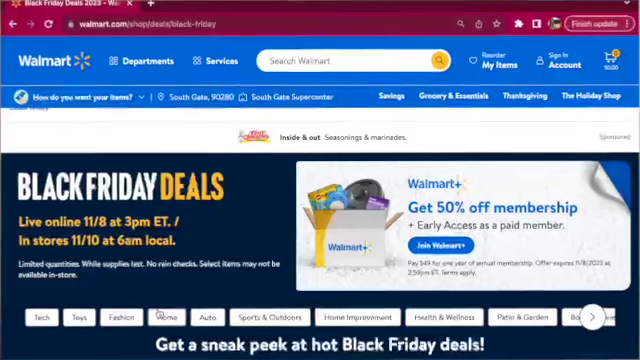 Black Friday Deals 2023 - Wa
walmart.com/shop/deals/black-friday
Finish update
Walmart
Departments
Services
Search Walmart
Reorder
My Items
Sign In
Account
0
$0.00
How do you want your items?
South Gate, 90280
South Gate Supercenter
Savings
Grocery & Essentials
Thanksgiving
The Holiday Shop
Inside & out Seasonings & marinades.
Sponsored
BLACK FRIDAY DEALS
Live online 11/8 at 3pm ET. /
In stores 11/10 at 6am local.
Limited quantities. While supplies last. No rain checks. Select items may not be
available in-store.
Walmart+
Get 50% off membership
+ Early Access as a paid member.
Join Walmart+
Pay $49 for one year of annual membership. Offer expires 11/8/2023 at
2:59pm ET. Terms apply.
Walmart
Tech
Toys
Fashion
Home
Auto
Sports & Outdoors
Home Improvement
Health & Wellness
Patio & Garden
Get a sneak peek at hot Black Friday deals!